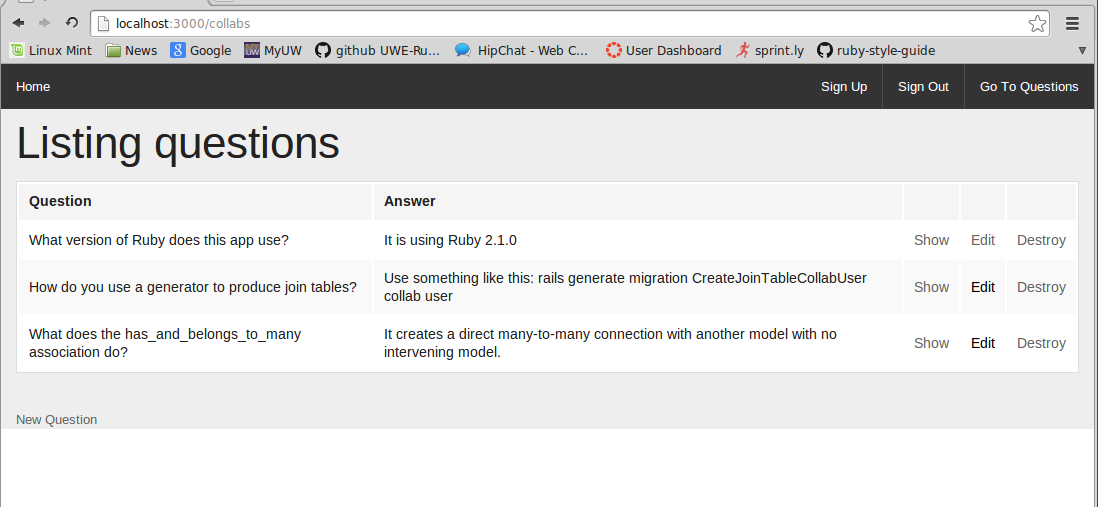 localhost:3000/collabs
Linux Mint News Google MyUW github UWE-Ru... HipChat - Web C... User Dashboard sprint.ly ruby-style-guide
Home Sign Up Sign Out Go To Questions
Listing questions
Question Answer
What version of Ruby does this app use? It is using Ruby 2.1.0 Show Edit Destroy
How do you use a generator to produce join tables? Use something like this: rails generate migration CreateJoinTableCollabUser
collab user Show Edit Destroy
What does the has_and_belongs_to_many
association do? It creates a direct many-to-many connection with another model with no
intervening model. Show Edit Destroy
New Question